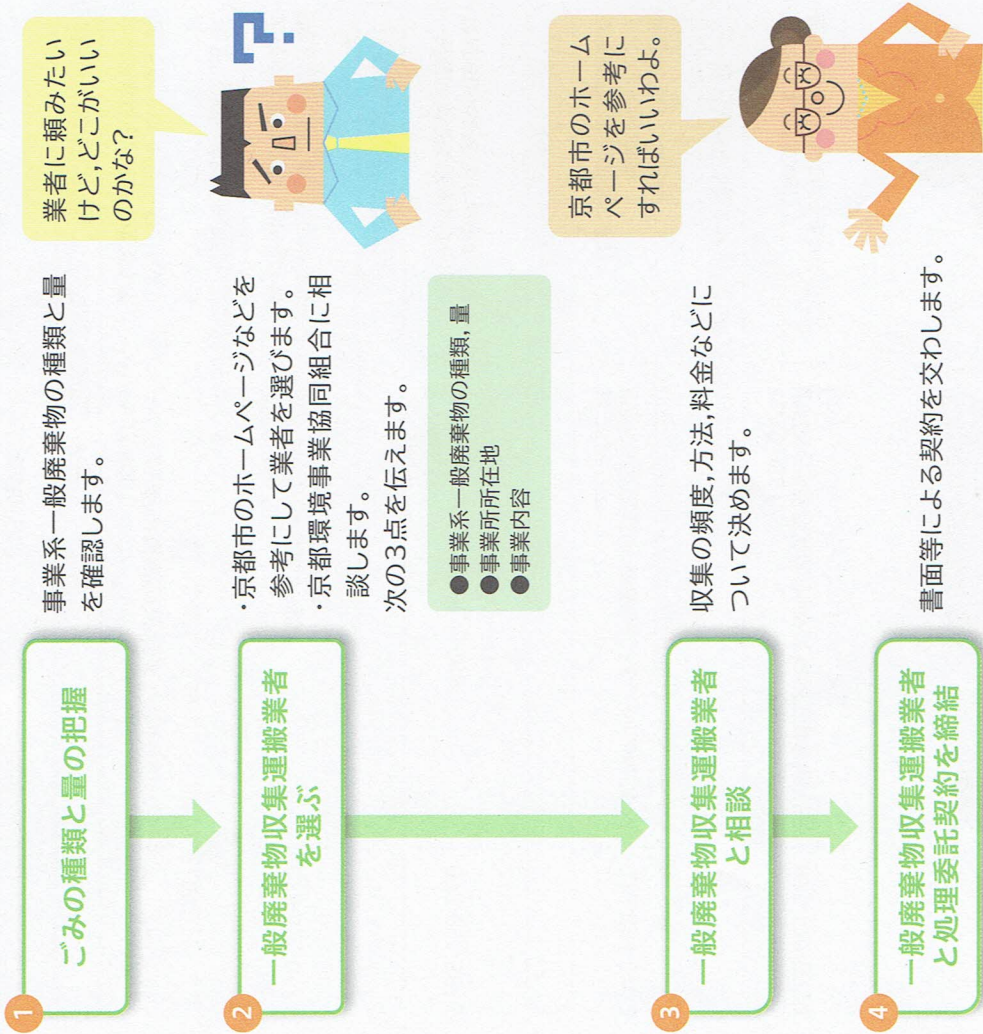 1
ごみの種類と量の把握
事業系一般廃棄物の種類と量
を確認します。
業者に頼みたい
けど,どこがいい
のかな?
?
2
一般廃棄物収集運搬業者
を選ぶ
・京都市のホームページなどを
参考にして業者を選びます。
・京都環境事業協同組合に相
談します。
次の3点を伝えます。
●事業系一般廃棄物の種類,量
●事業所所在地
●事業内容
京都市のホーム
ページを参考に
すればいいわよ。
3
一般廃棄物収集運搬業者
と相談
収集の頻度,方法,料金などに
ついて決めます。
4
一般廃棄物収集運搬業者
と処理委託契約を締結
書面等による契約を交わします。